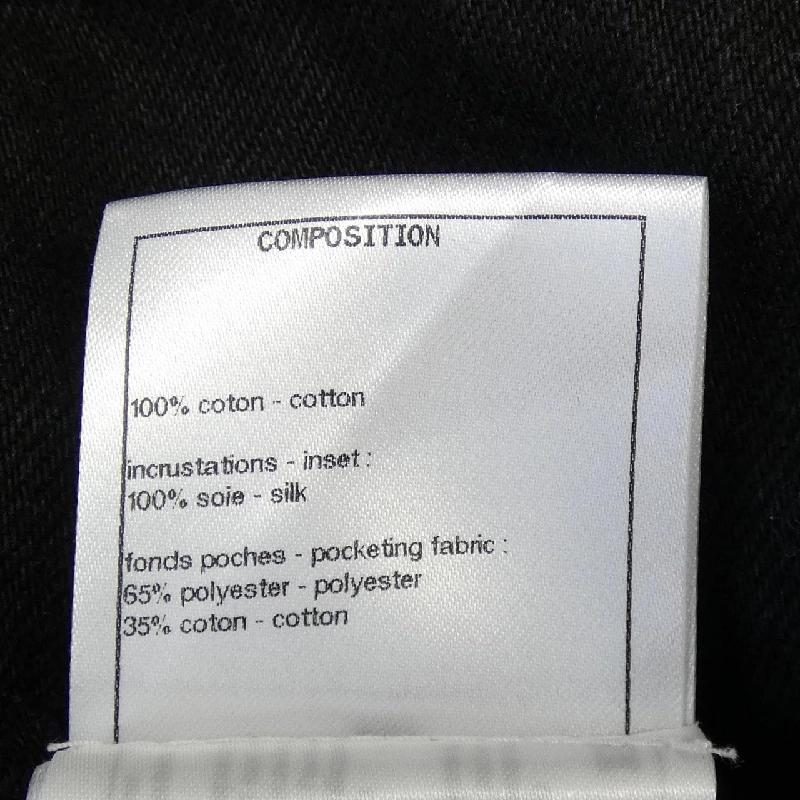 COMPOSITION
100% coton - cotton
incrustations - inset :
100% soie - silk
fonds poches - pocketing fabric :
65% polyester - polyester
35% coton - cotton